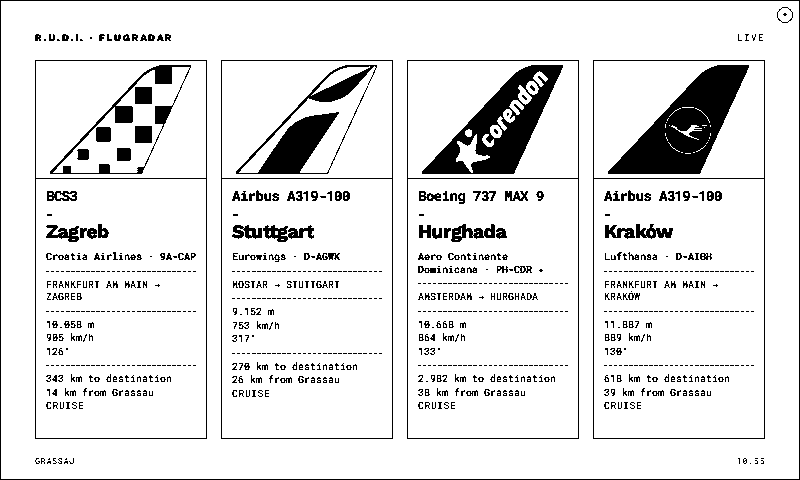 R.U.D.I. · FLUGRADAR
LIVE
BCS3
-
Zagreb
Croatia Airlines · 9A-CAP
FRANKFURT AM MAIN →
ZAGREB
10.058 m
905 km/h
126°
343 km to destination
14 km from Grassau
CRUISE
Airbus A319-100
-
Stuttgart
Eurowings · D-AGWK
MOSTAR → STUTTGART
9.152 m
753 km/h
317°
270 km to destination
26 km from Grassau
CRUISE
corendon
Boeing 737 MAX 9
-
Hurghada
Aero Continente
Dominicana · PH-CDR ✦
AMSTERDAM → HURGHADA
10.668 m
864 km/h
133°
2.982 km to destination
38 km from Grassau
CRUISE
Airbus A319-100
-
Kraków
Lufthansa ·
FRANKFURT AM MAIN →
KRAKÓW
11.887 m
889 km/h
130°
618 km to destination
39 km from Grassau
CRUISE
GRASSAU
10:55